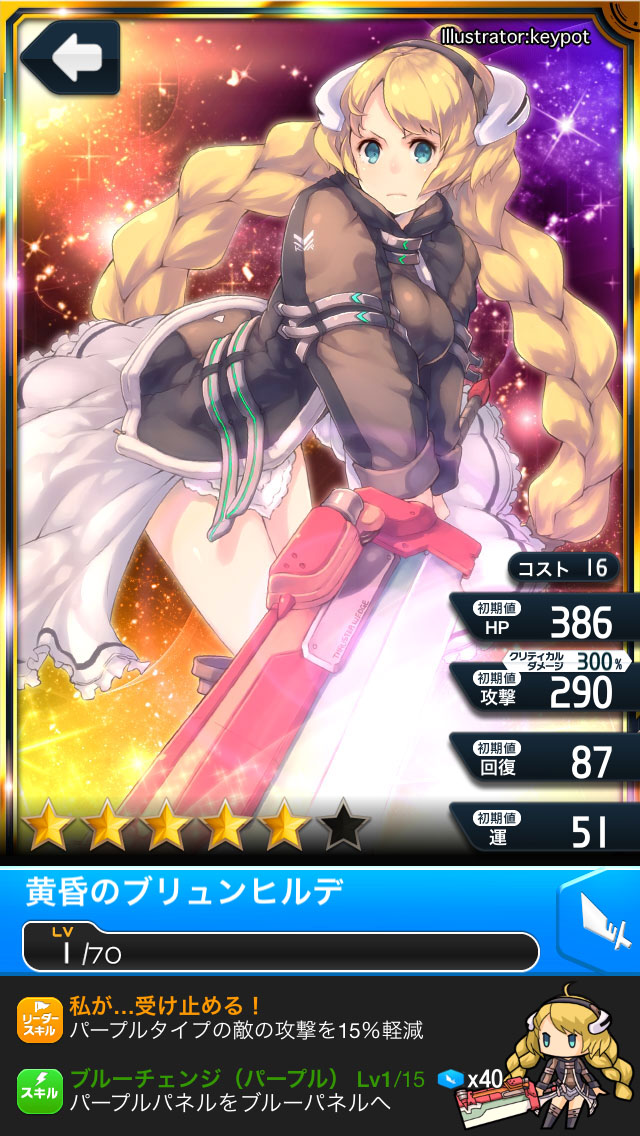 Illustrator:keypot
コスト 16
初期値
HP 386
クリティカル
ダメージ 300%
初期値
攻撃 290
初期値
回復 87
初期値
運 51
黄昏のブリュンヒルデ
LV
1/70
リーダー
スキル
私が…受け止める！
パープルタイプの敵の攻撃を15%軽減
スキル
ブルーチェンジ（パープル） Lv1/15
x40
パープルパネルをブルーパネルへ